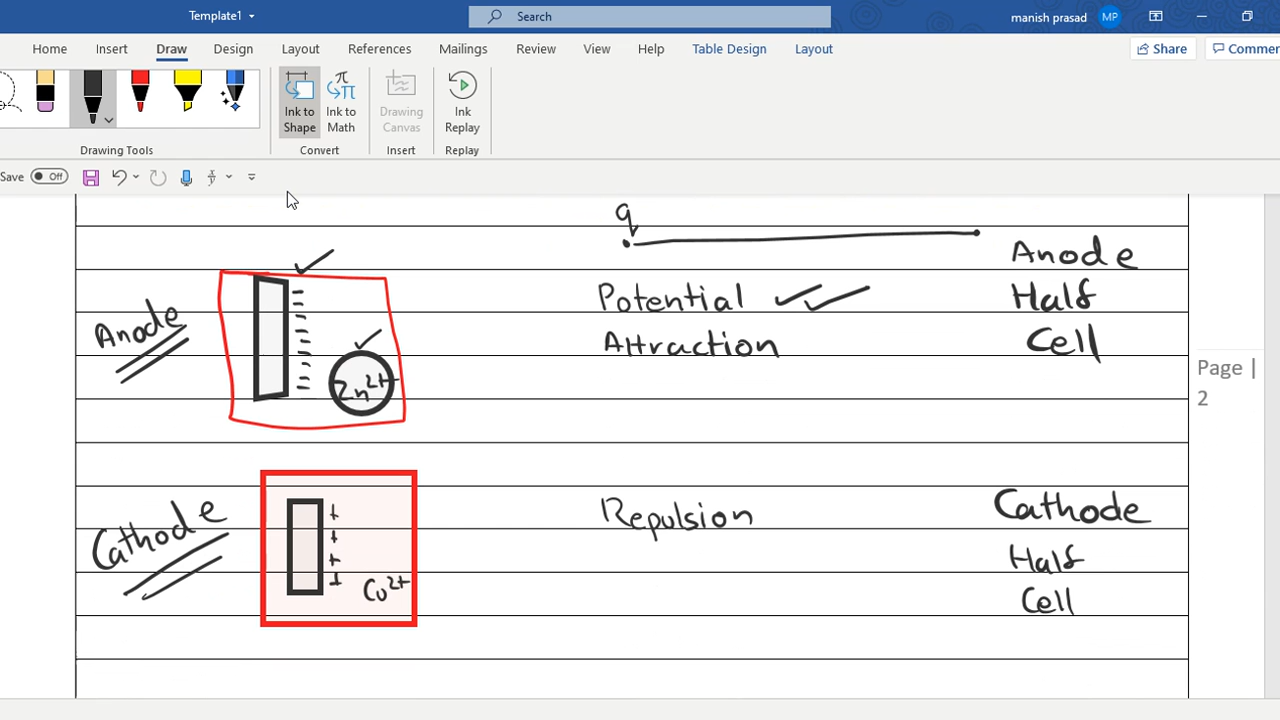 Template1
Search
manish prasad
MP
Home Insert Draw Design Layout References Mailings Review View Help Table Design Layout
Share
Commer
Ink to Shape
Ink to Math
Drawing Canvas
Ink Replay
Drawing Tools
Convert
Insert
Replay
Save Off
q
Anode
Potential
Half
Attraction
Cell
Anode
Zn2+
Page |
2
Cathode
Repulsion
Cathode
Half
Cell
Cu2+